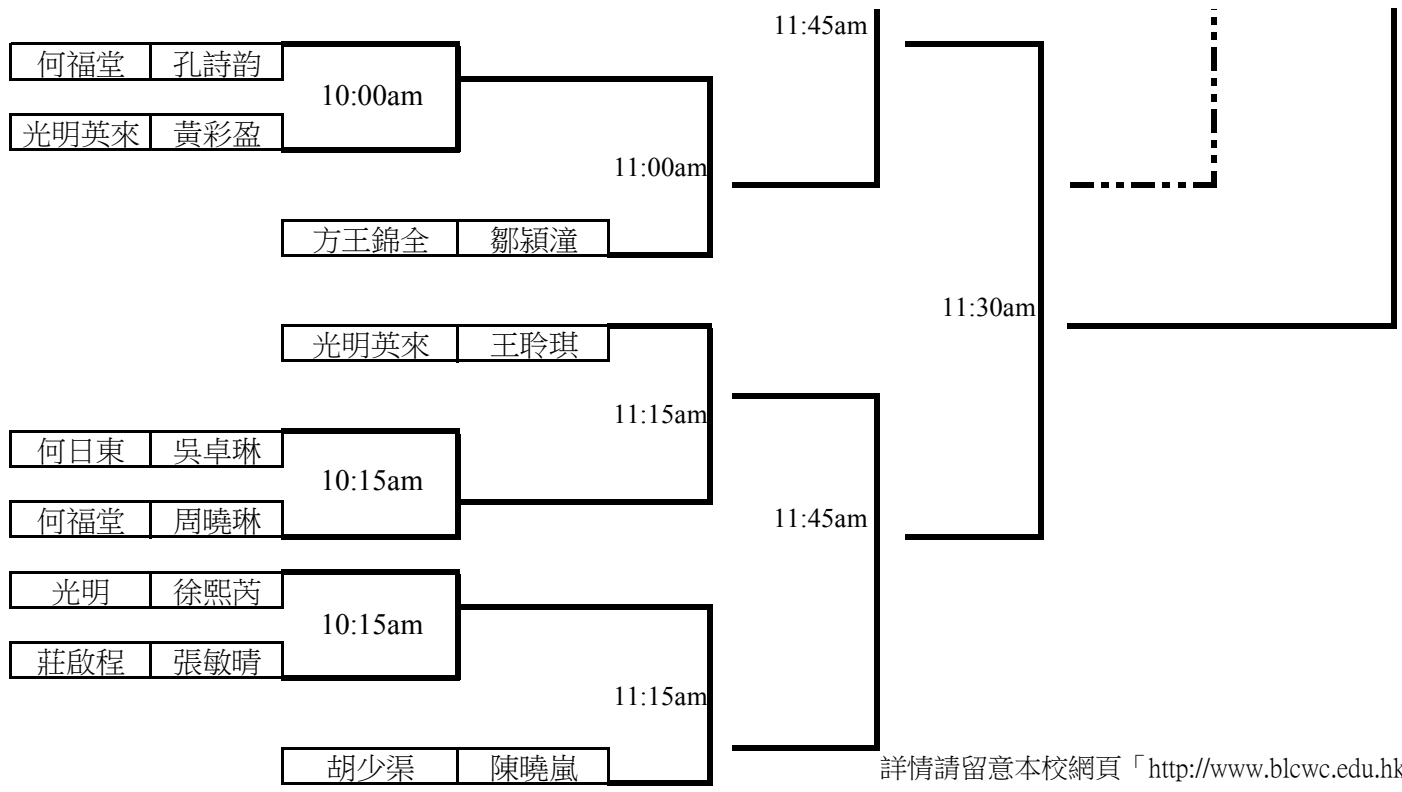 11:45am
何福堂 孔詩韵
10:00am
光明英來 黃彩盈
11:00am
方王錦全 鄒潁潼
11:30am
光明英來 王聆琪
11:15am
何日東 吳卓琳
10:15am
何福堂 周曉琳
11:45am
光明 徐熙芮
10:15am
莊啟程 張敏晴
11:15am
胡少渠 陳曉嵐
詳情請留意本校網頁「http://www.blcwc.edu.hk